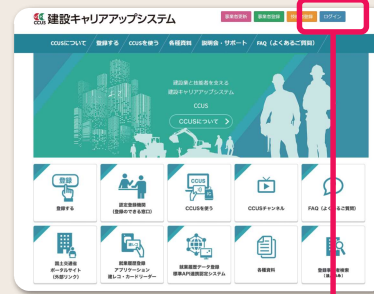 CCUS 建設キャリアアップシステム
事業者更新 事業者登録 ログイン
CCUSについて 登録する CCUSを使う 各種資料 説明会・サポート FAQ（よくあるご質問）
建設業と技能者を支える
建設キャリアアップシステム
CCUS
CCUSについて
登録
CCUS
登録する
認定登録機関
(登録のできる窓口)
CCUSを使う
CCUSチャンネル
FAQ（よくあるご質問）
国土交通省
ポータルサイト
(外部リンク)
就業履歴登録
アプリケーション
建レコ・カードリーダー
就業履歴データ登録
標準API連携認定システム
各種資料